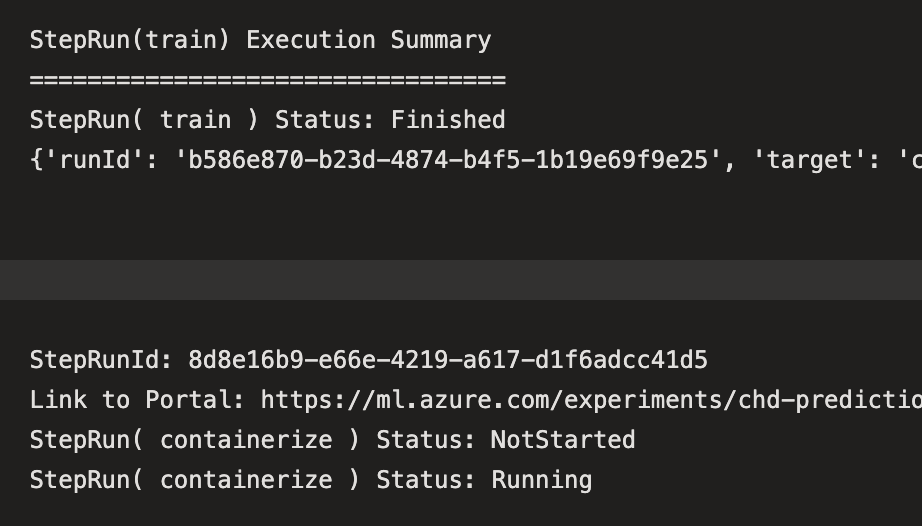 StepRun(train) Execution Summary
=================================
StepRun( train ) Status: Finished
{'runId': 'b586e870-b23d-4874-b4f5-1b19e69f9e25', 'target': 'c
StepRunId: 8d8e16b9-e66e-4219-a617-d1f6adcc41d5
Link to Portal: https://ml.azure.com/experiments/chd-predictio
StepRun( containerize ) Status: NotStarted
StepRun( containerize ) Status: Running